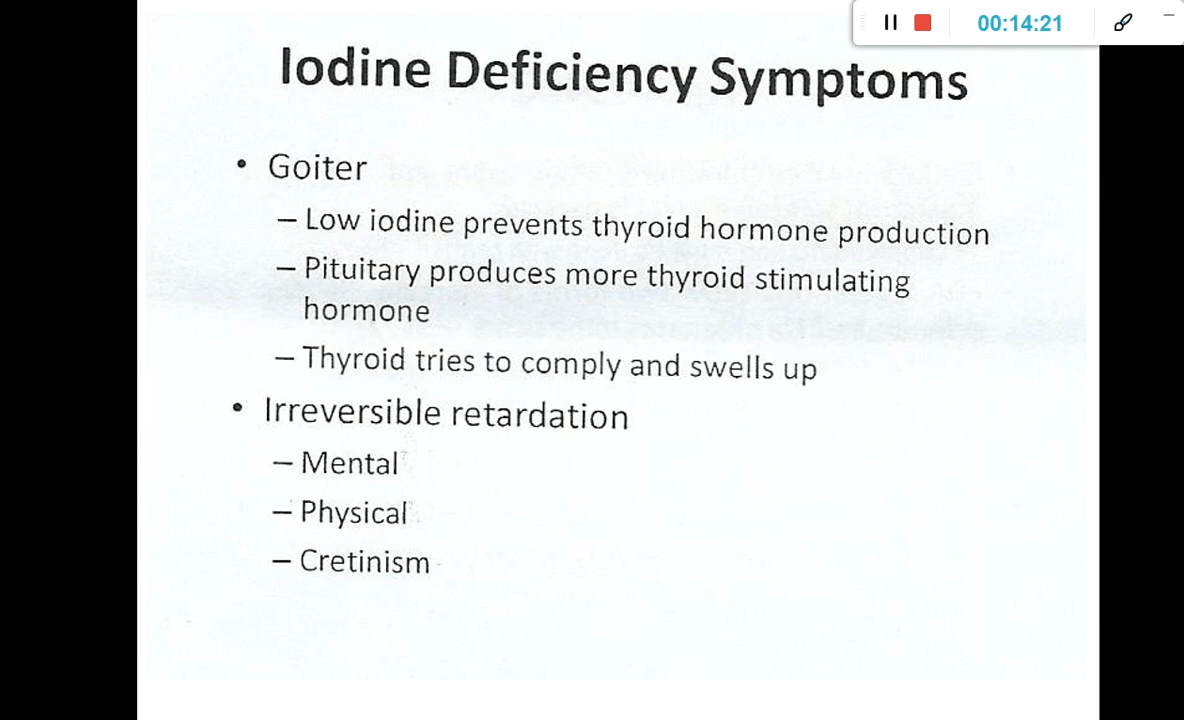 00:14:21
Iodine Deficiency Symptoms
• Goiter
– Low iodine prevents thyroid hormone production
– Pituitary produces more thyroid stimulating
hormone
– Thyroid tries to comply and swells up
• Irreversible retardation
– Mental
– Physical
– Cretinism